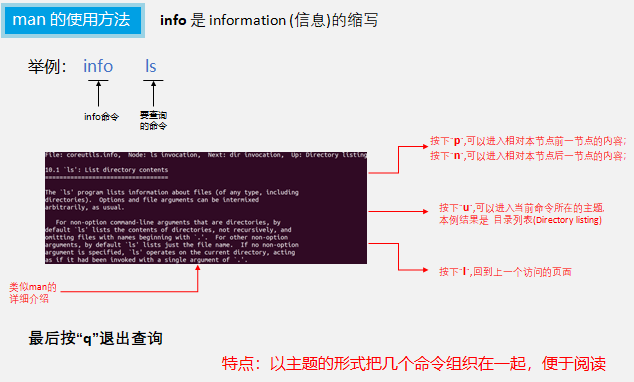 man 的使用方法
info 是 information (信息)的缩写
举例： info ls
info命令
要查询
的命令
File: coreutils.info,  Node: ls invocation,  Next: dir invocation,  Up: Directory listing
10.1 `ls': List directory contents
==================================
The `ls' program lists information about files (of any type, including
directories).  Options and file arguments can be intermixed
arbitrarily, as usual.
For non-option command-line arguments that are directories, by
default `ls' lists the contents of directories, not recursively, and
omitting files with names beginning with `.'.  For other non-option
arguments, by default `ls' lists just the file name.  If no non-option
argument is specified, `ls' operates on the current directory, acting
as if it had been invoked with a single argument of `.'.
按下"p",可以进入相对本节点前一节点的内容;
按下"n",可以进入相对本节点后一节点的内容;
按下"u",可以进入当前命令所在的主题,
本例结果是 目录列表(Directory listing)
按下"l",回到上一个访问的页面
类似man的
详细介绍
最后按“q”退出查询
特点：以主题的形式把几个命令组织在一起，便于阅读